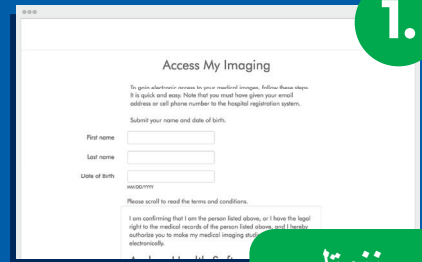 1.
Access My Imaging
To gain electronic access to your medical images, follow these steps.
It is quick and easy. Note that you must have given your email
address or cell phone number to the hospital registration system.
Submit your name and date of birth.
First name
Last name
Date of Birth
MM/DD/YYYY
Please scroll to read the terms and conditions.
I am confirming that I am the person listed above, or I have the legal
right to the medical records of the person listed above, and I hereby
authorize you to make my medical imaging
electronically.